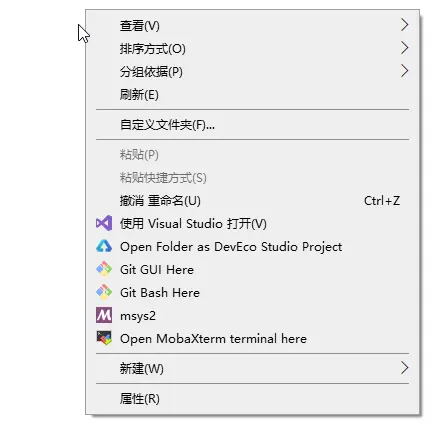 查看(V)
排序方式(O)
分组依据(P)
刷新(E)
自定义文件夹(F)...
粘贴(P)
粘贴快捷方式(S)
撤消 重命名(U) Ctrl+Z
使用 Visual Studio 打开(V)
Open Folder as DevEco Studio Project
Git GUI Here
Git Bash Here
msys2
Open MobaXterm terminal here
新建(W)
属性(R)